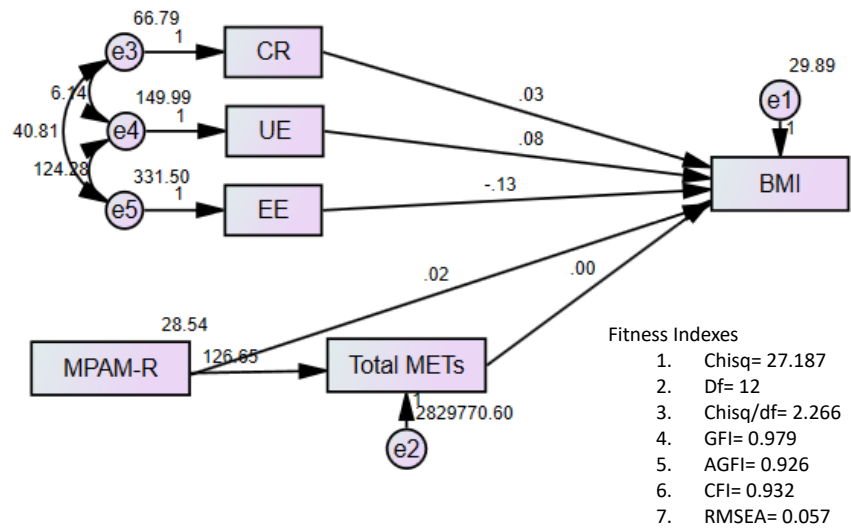 66.79
e3
1
CR
6.14
149.99
e4
1
UE
40.81
124.28
331.50
e5
1
EE
.03
.08
-.13
29.89
e1
1
BMI
.02
.00
28.54
MPAM-R
126.65
Total METs
1
2829770.60
e2
Fitness Indexes
1. Chisq= 27.187
2. Df= 12
3. Chisq/df= 2.266
4. GFI= 0.979
5. AGFI= 0.926
6. CFI= 0.932
7. RMSEA= 0.057